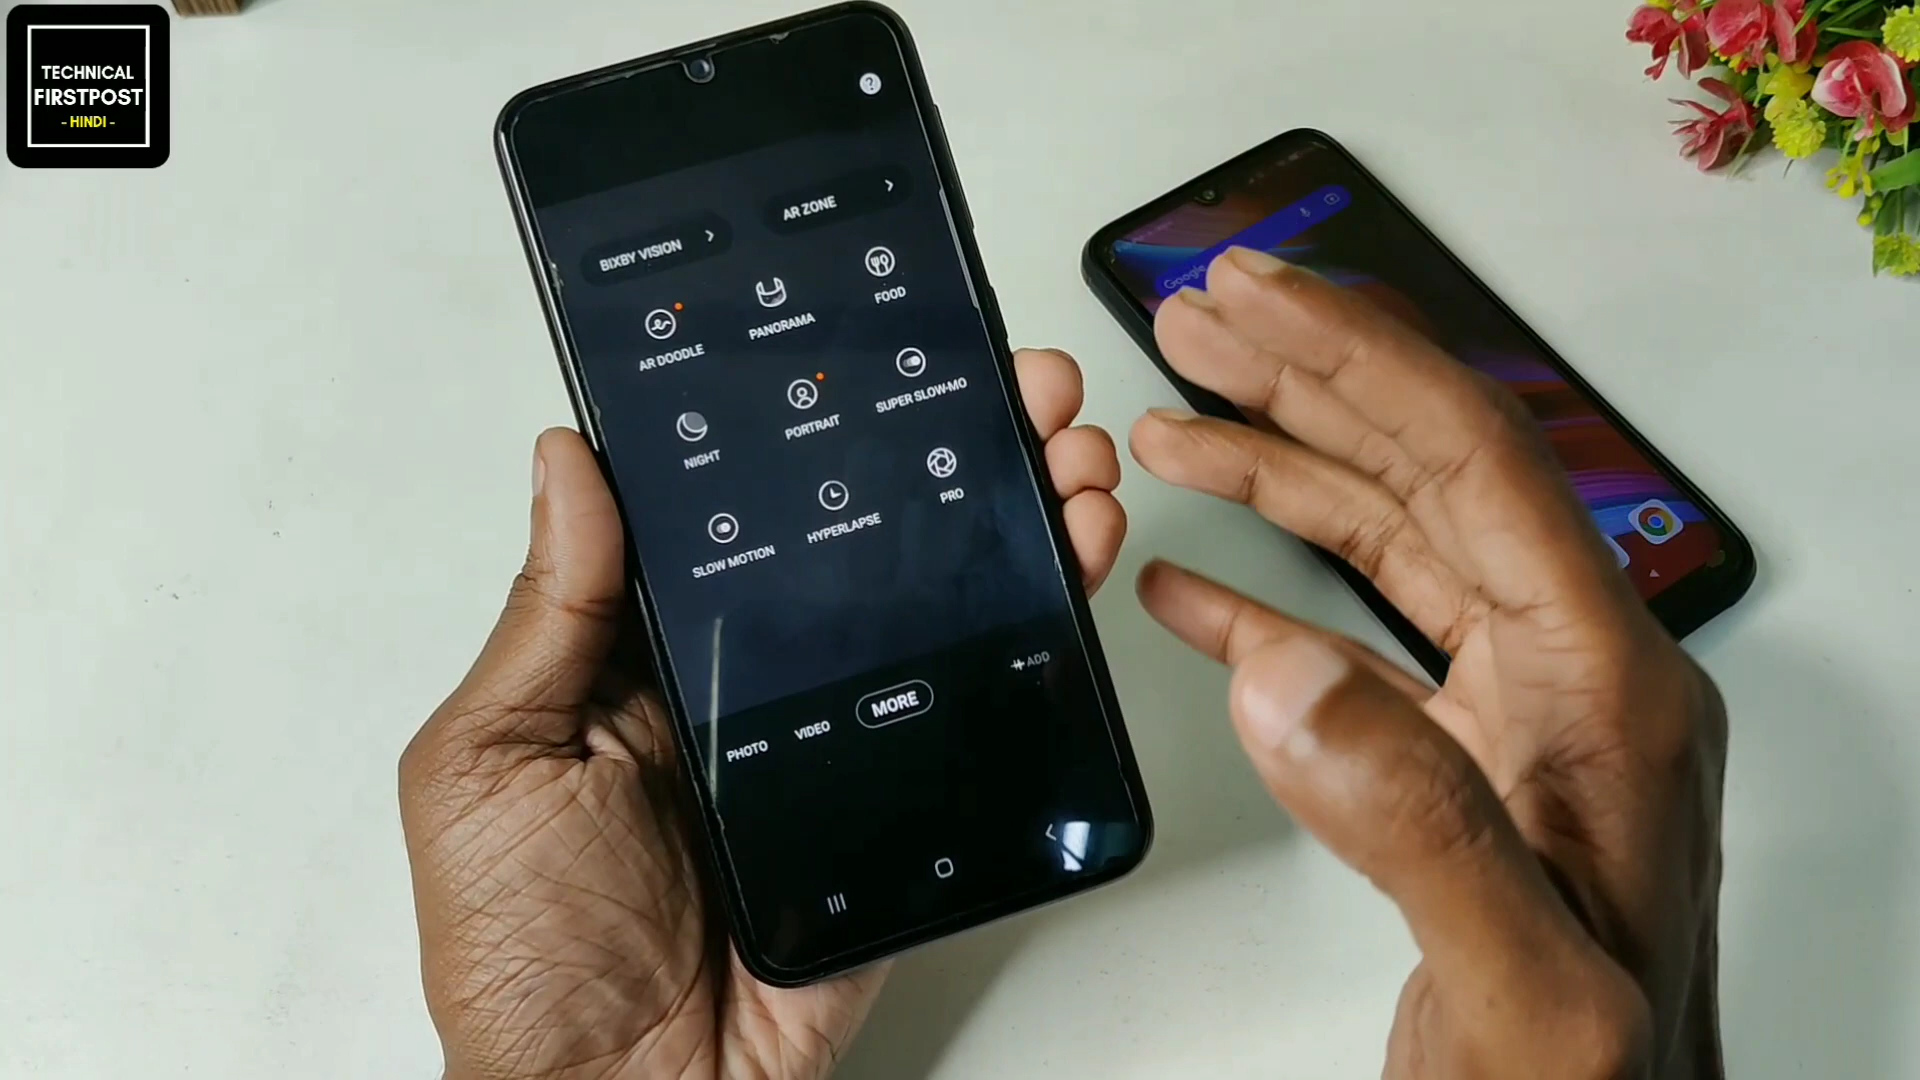 TECHNICAL
FIRSTPOST
- HINDI -
?
AR ZONE
BIXBY VISION
AR DOODLE
PANORAMA
FOOD
NIGHT
PORTRAIT
SUPER SLOW-MO
SLOW MOTION
HYPERLAPSE
PRO
PHOTO
VIDEO
MORE
ADD
Google